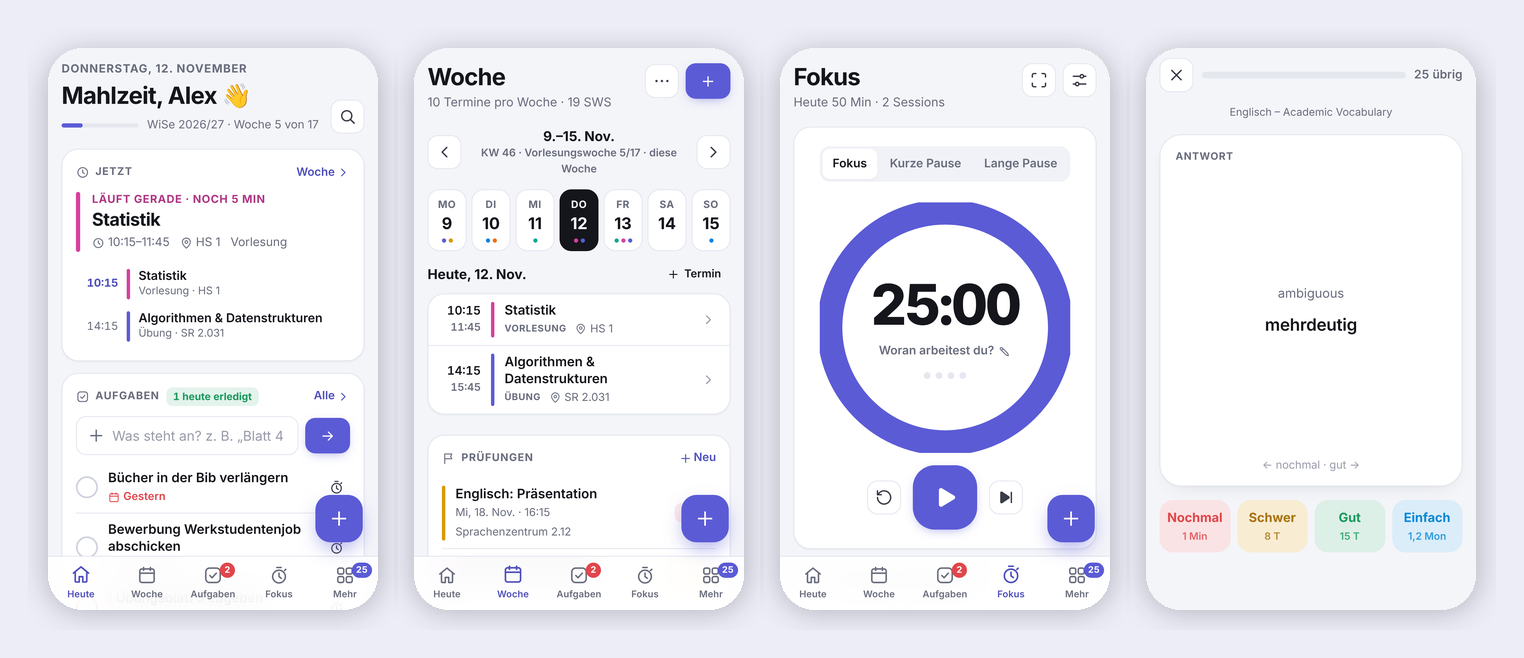 DONNERSTAG, 12. NOVEMBER
Mahlzeit, Alex 👋
WiSe 2026/27 · Woche 5 von 17
JETZT
Woche
LÄUFT GERADE · NOCH 5 MIN
Statistik
10:15–11:45 HS 1 Vorlesung
10:15 Statistik
Vorlesung · HS 1
14:15 Algorithmen & Datenstrukturen
Übung · SR 2.031
AUFGABEN 1 heute erledigt Alle
Was steht an? z. B. „Blatt 4
Bücher in der Bib verlängern
Gestern
Bewerbung Werkstudentenjob
abschicken
2 25
Heute Woche Aufgaben Fokus Mehr
Woche
10 Termine pro Woche · 19 SWS
9.–15. Nov.
KW 46 · Vorlesungswoche 5/17 · diese
Woche
MO DI MI DO FR SA SO
9 10 11 12 13 14 15
Heute, 12. Nov.
+ Termin
10:15 Statistik
11:45 VORLESUNG HS 1
14:15 Algorithmen &
Datenstrukturen
15:45 ÜBUNG SR 2.031
PRÜFUNGEN
+ Neu
Englisch: Präsentation
Mi, 18. Nov. · 16:15
Sprachenzentrum 2.12
2 25
Heute Woche Aufgaben Fokus Mehr
Fokus
Heute 50 Min · 2 Sessions
Fokus Kurze Pause Lange Pause
25:00
Woran arbeitest du?
2 25
Heute Woche Aufgaben Fokus Mehr
25 übrig
Englisch – Academic Vocabulary
ANTWORT
ambiguous
mehrdeutig
← nochmal · gut →
Nochmal Schwer Gut Einfach
1 Min 8 T 15 T 1,2 Mon